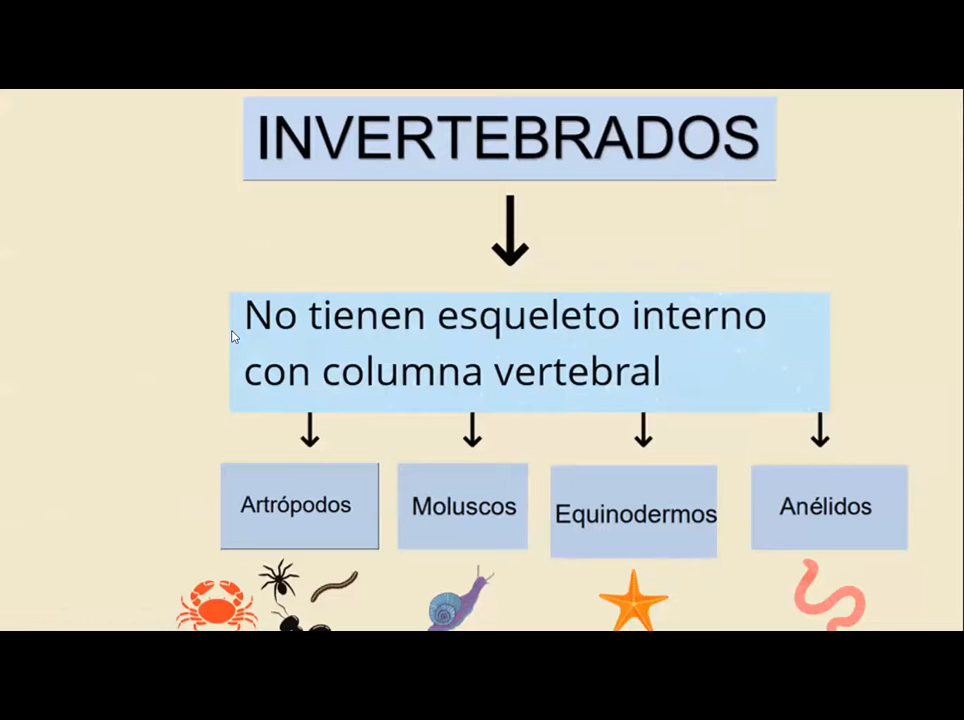 INVERTEBRADOS
No tienen esqueleto interno
con columna vertebral
Artrópodos
Moluscos
Equinodermos
Anélidos